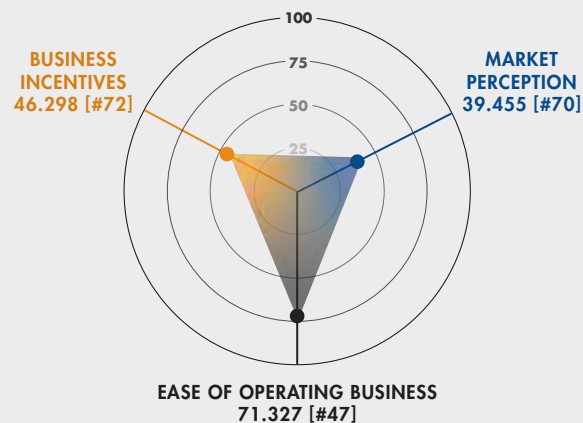 100
BUSINESS
INCENTIVES
46.298 [#72]
75
MARKET
PERCEPTION
39.455 [#70]
50
25
EASE OF OPERATING BUSINESS
71.327 [#47]